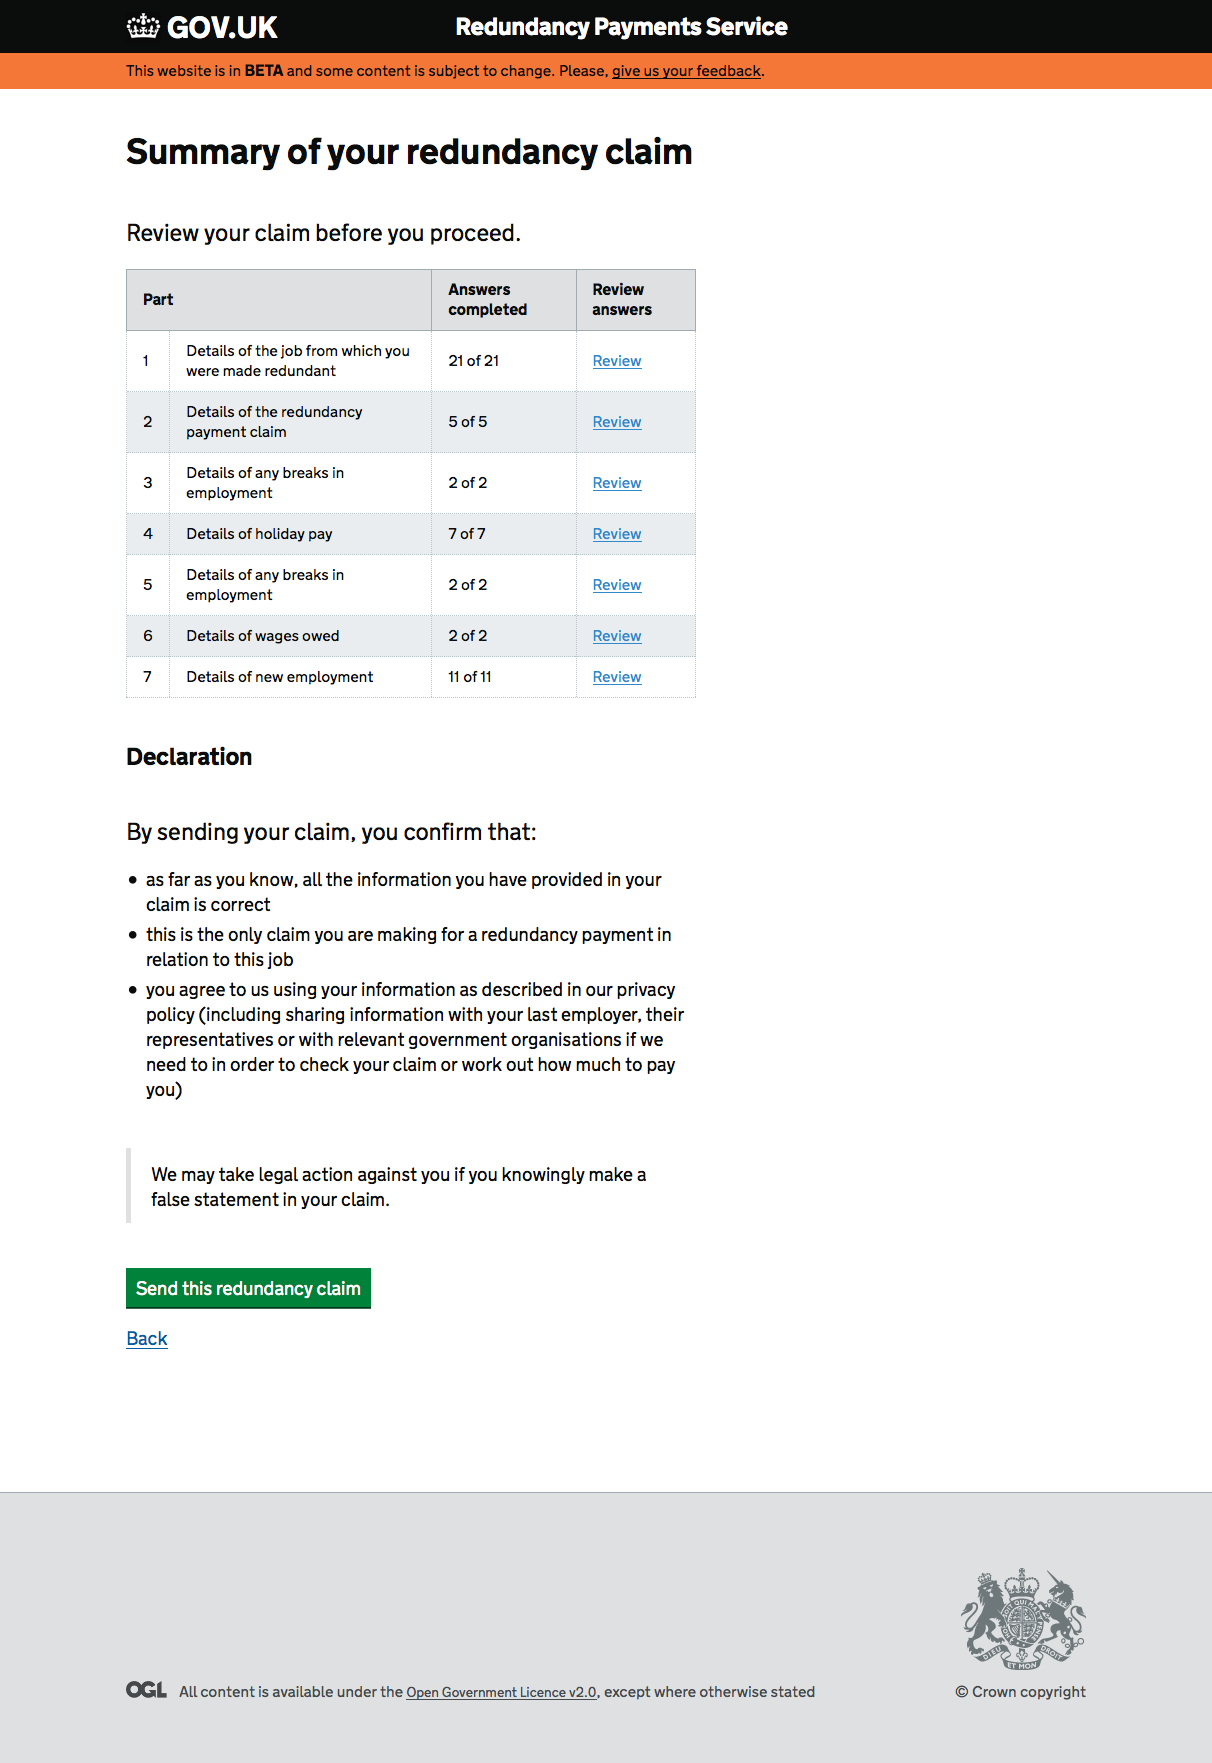 GOV.UK
Redundancy Payments Service
This website is in BETA and some content is subject to change. Please, give us your feedback.
Summary of your redundancy claim
Review your claim before you proceed.
Part
Answers
completed
Review
answers
1
Details of the job from which you
were made redundant
21 of 21
Review
2
Details of the redundancy
payment claim
5 of 5
Review
3
Details of any breaks in
employment
2 of 2
Review
4
Details of holiday pay
7 of 7
Review
5
Details of any breaks in
employment
2 of 2
Review
6
Details of wages owed
2 of 2
Review
7
Details of new employment
11 of 11
Review
Declaration
By sending your claim, you confirm that:
• as far as you know, all the information you have provided in your
claim is correct
• this is the only claim you are making for a redundancy payment in
relation to this job
• you agree to us using your information as described in our privacy
policy (including sharing information with your last employer, their
representatives or with relevant government organisations if we
need to in order to check your claim or work out how much to pay
you)
We may take legal action against you if you knowingly make a
false statement in your claim.
Send this redundancy claim
Back
DIEU ET MON DROIT
OGL All content is available under the Open Government Licence v2.0, except where otherwise stated
© Crown copyright